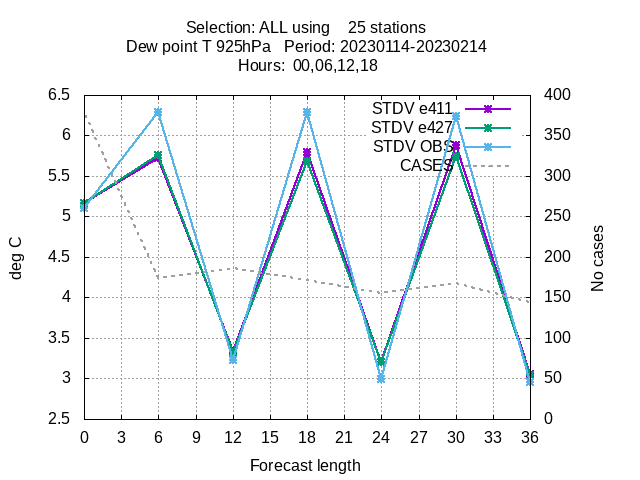 Selection: ALL using 25 stations
Dew point T 925hPa Period: 20230114-20230214
Hours: 00,06,12,18
6.5
6
5.5
5
4.5
4
3.5
3
2.5
deg C
STDV e411
STDV e427
STDV OBS
CASES
400
350
300
250
200
150
100
50
0
No cases
0 3 6 9 12 15 18 21 24 27 30 33 36
Forecast length